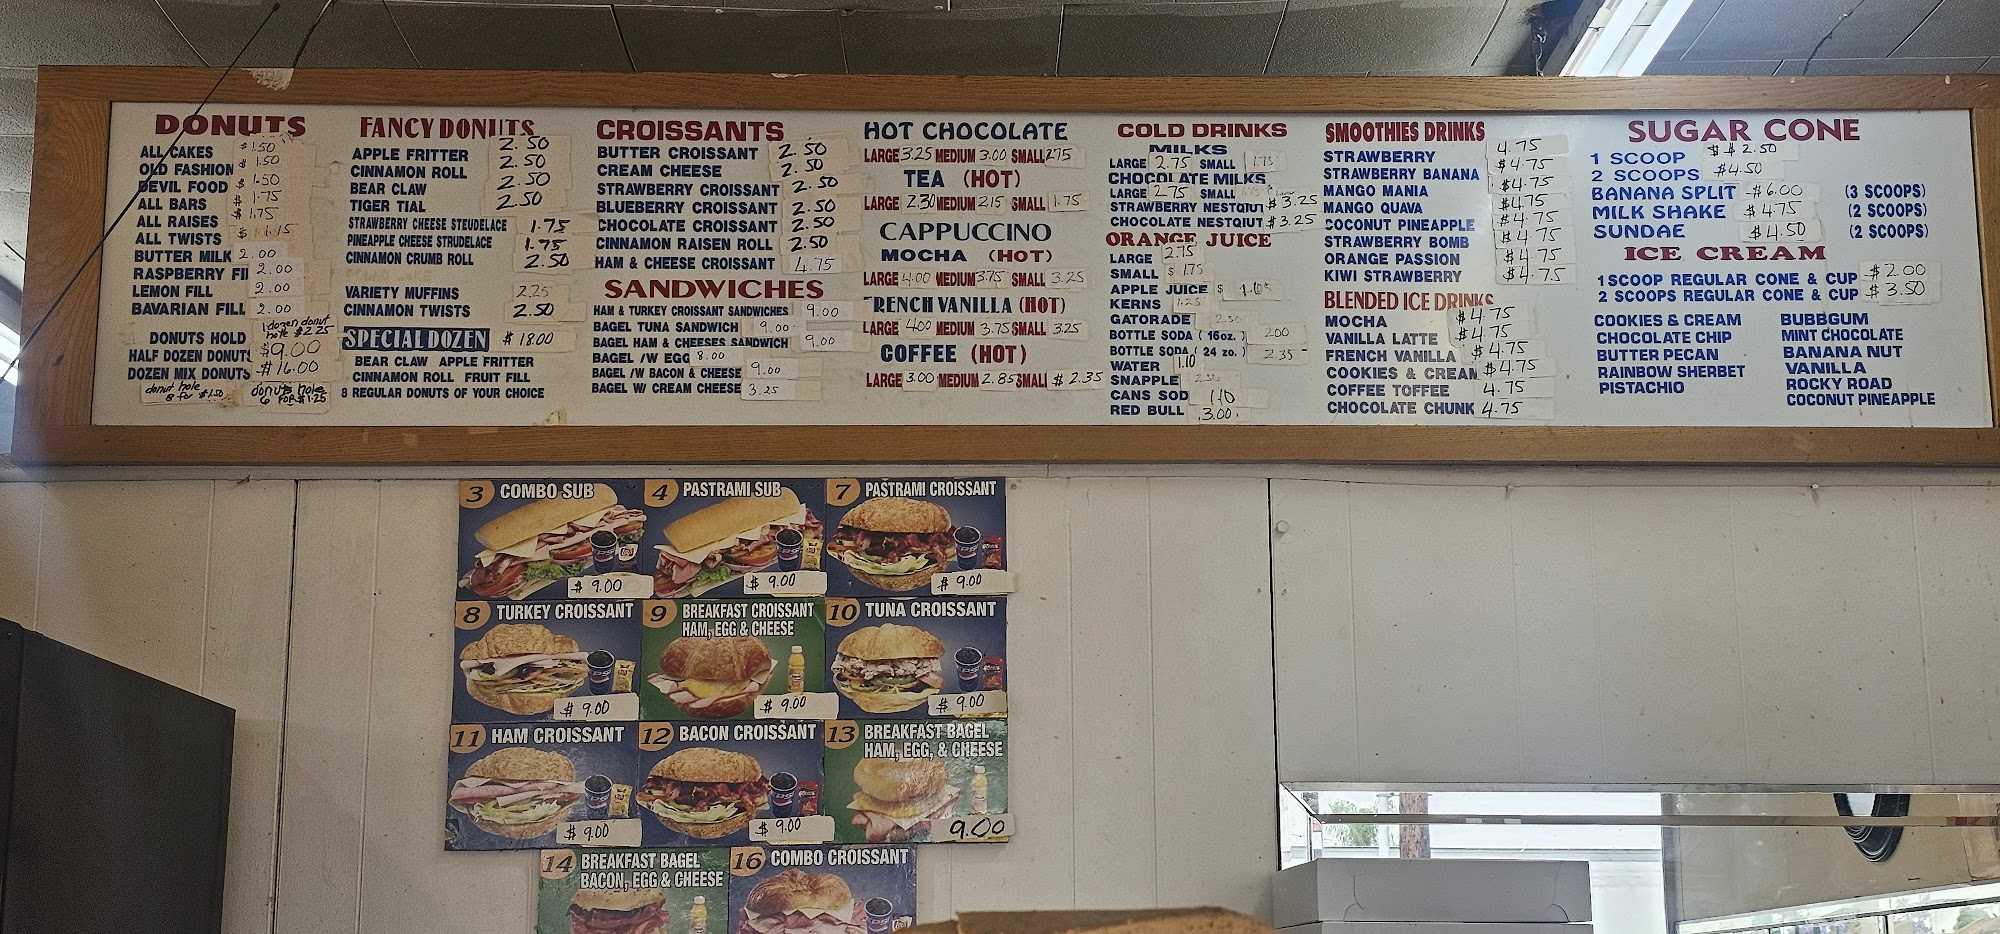 DONUTS
ALL CAKES $1.50
OLD FASHION $1.50
DEVIL FOOD $1.50
ALL BARS $1.75
ALL RAISES $1.75
ALL TWISTS
BUTTER MILK 2.00
RASPBERRY FIL 2.00
LEMON FILL 2.00
BAVARIAN FILL 2.00
1 dozen donut
hole $2.25
DONUTS HOLD
HALF DOZEN DONUTS $9.00
DOZEN MIX DONUTS $16.00
donut hole
8 for $1.50
donuts hole
6 FOR $1.25
FANCY DONUTS
APPLE FRITTER 2.50
CINNAMON ROLL 2.50
BEAR CLAW 2.50
TIGER TIAL 2.50
STRAWBERRY CHEESE STEUDELACE 1.75
PINEAPPLE CHEESE STRUDELACE 1.75
CINNAMON CRUMB ROLL 2.50
VARIETY MUFFINS 2.25
CINNAMON TWISTS 2.50
SPECIAL DOZEN $18.00
BEAR CLAW APPLE FRITTER
CINNAMON ROLL FRUIT FILL
8 REGULAR DONUTS OF YOUR CHOICE
CROISSANTS
BUTTER CROISSANT 2.50
CREAM CHEESE 2.50
STRAWBERRY CROISSANT 2.50
BLUEBERRY CROISSANT 2.50
CHOCOLATE CROISSANT 2.50
CINNAMON RAISEN ROLL 2.50
HAM & CHEESE CROISSANT 4.75
SANDWICHES
HAM & TURKEY CROISSANT SANDWICHES 9.00
BAGEL TUNA SANDWICH 9.00
BAGEL HAM & CHEESES SANDWICH 9.00
BAGEL /W EGG 8.00
BAGEL /W BACON & CHEESE 9.00
BAGEL W/ CREAM CHEESE 3.25
HOT CHOCOLATE
LARGE 3.25 MEDIUM 3.00 SMALL 2.75
TEA (HOT)
LARGE 2.30 MEDIUM 2.15 SMALL 1.75
CAPPUCCINO
MOCHA (HOT)
LARGE 4.00 MEDIUM 3.75 SMALL 3.25
FRENCH VANILLA (HOT)
LARGE 4.00 MEDIUM 3.75 SMALL 3.25
COFFEE (HOT)
LARGE 3.00 MEDIUM 2.85 SMALL $2.35
COLD DRINKS
MILKS
LARGE 2.75 SMALL 1.75
CHOCOLATE MILKS
LARGE 2.75 SMALL
STRAWBERRY NESTQIUT $3.25
CHOCOLATE NESTQIUT $3.25
ORANGE JUICE
LARGE 2.75
SMALL $1.75
APPLE JUICE $
KERNS 1.25
GATORADE
BOTTLE SODA (16oz.) 2.00
BOTTLE SODA (24 zo.) 2.35
WATER 1.10
SNAPPLE
CANS SOD 1.10
RED BULL 3.00
SMOOTHIES DRINKS
STRAWBERRY 4.75
STRAWBERRY BANANA $4.75
MANGO MANIA $4.75
MANGO QUAVA $4.75
COCONUT PINEAPPLE $4.75
STRAWBERRY BOMB $4.75
ORANGE PASSION $4.75
KIWI STRAWBERRY $4.75
BLENDED ICE DRINKS
MOCHA $4.75
VANILLA LATTE $4.75
FRENCH VANILLA $4.75
COOKIES & CREAM $4.75
COFFEE TOFFEE 4.75
CHOCOLATE CHUNK 4.75
SUGAR CONE
1 SCOOP $ $2.50
2 SCOOPS $4.50
BANANA SPLIT $6.00 (3 SCOOPS)
MILK SHAKE $4.75 (2 SCOOPS)
SUNDAE $4.50 (2 SCOOPS)
ICE CREAM
1 SCOOP REGULAR CONE & CUP $2.00
2 SCOOPS REGULAR CONE & CUP $3.50
COOKIES & CREAM BUBBGUM
CHOCOLATE CHIP MINT CHOCOLATE
BUTTER PECAN BANANA NUT
RAINBOW SHERBET VANILLA
PISTACHIO ROCKY ROAD
COCONUT PINEAPPLE
3 COMBO SUB
$9.00
4 PASTRAMI SUB
$9.00
7 PASTRAMI CROISSANT
$9.00
8 TURKEY CROISSANT
$9.00
9 BREAKFAST CROISSANT
HAM, EGG & CHEESE
$9.00
10 TUNA CROISSANT
$9.00
11 HAM CROISSANT
$9.00
12 BACON CROISSANT
$9.00
13 BREAKFAST BAGEL
HAM, EGG, & CHEESE
9.00
14 BREAKFAST BAGEL
BACON, EGG & CHEESE
16 COMBO CROISSANT